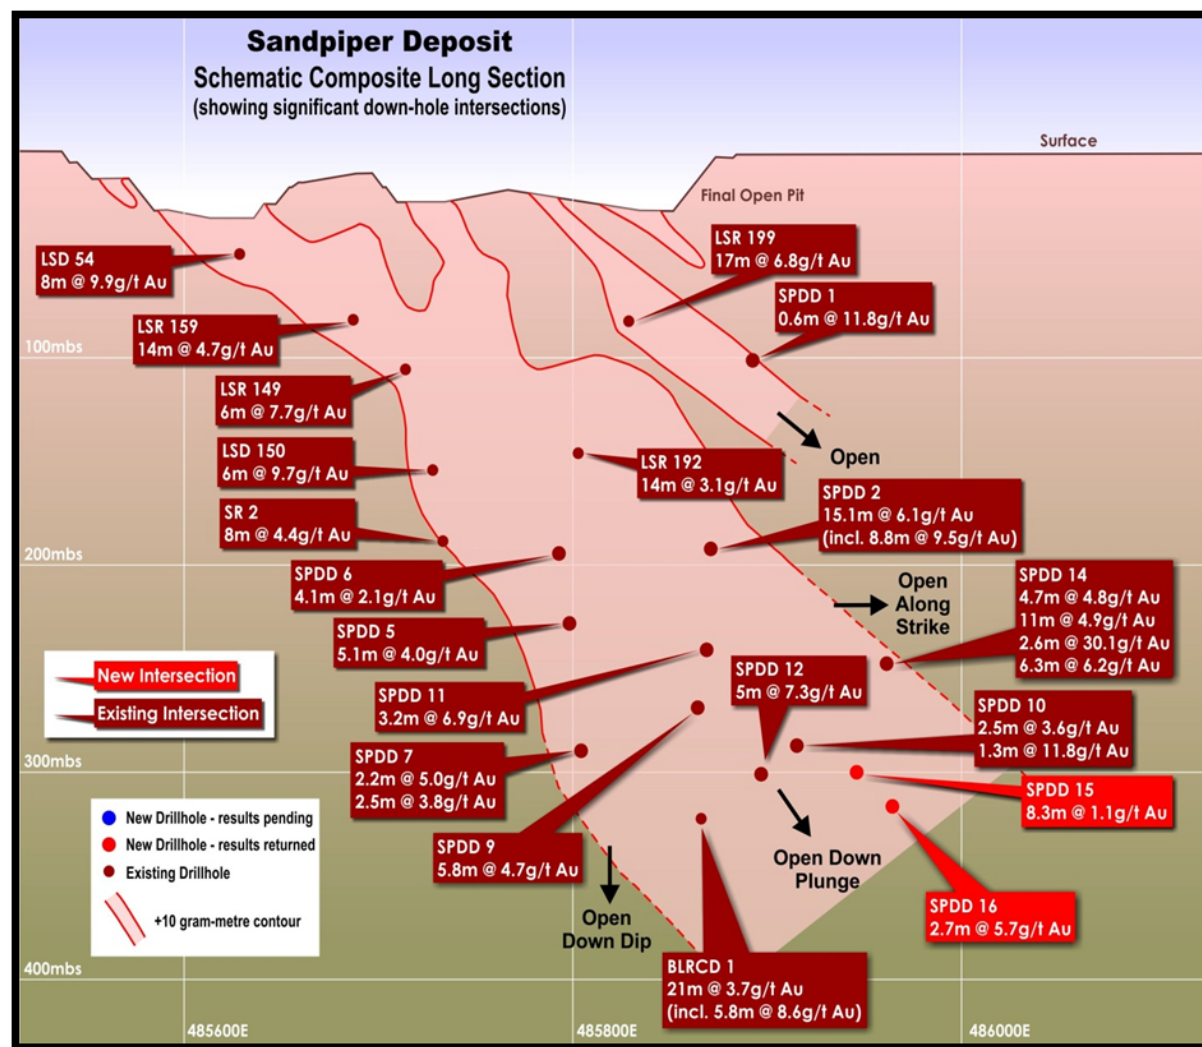 Sandpiper Deposit
Schematic Composite Long Section
(showing significant down-hole intersections)
Surface
Final Open Pit
LSR 199
17m @ 6.8g/t Au
LSD 54
8m @ 9.9g/t Au
SPDD 1
0.6m @ 11.8g/t Au
LSR 159
14m @ 4.7g/t Au
100mbs
LSR 149
6m @ 7.7g/t Au
Open
LSD 150
6m @ 9.7g/t Au
LSR 192
14m @ 3.1g/t Au
SPDD 2
15.1m @ 6.1g/t Au
(incl. 8.8m @ 9.5g/t Au)
SR 2
8m @ 4.4g/t Au
200mbs
SPDD 6
4.1m @ 2.1g/t Au
Open
Along
Strike
SPDD 14
4.7m @ 4.8g/t Au
11m @ 4.9g/t Au
2.6m @ 30.1g/t Au
6.3m @ 6.2g/t Au
SPDD 5
5.1m @ 4.0g/t Au
New Intersection
Existing Intersection
SPDD 11
3.2m @ 6.9g/t Au
SPDD 12
5m @ 7.3g/t Au
SPDD 10
2.5m @ 3.6g/t Au
1.3m @ 11.8g/t Au
SPDD 7
2.2m @ 5.0g/t Au
2.5m @ 3.8g/t Au
300mbs
SPDD 15
8.3m @ 1.1g/t Au
New Drillhole - results pending
New Drillhole - results returned
Existing Drillhole
+10 gram-metre contour
SPDD 9
5.8m @ 4.7g/t Au
Open Down
Plunge
SPDD 16
2.7m @ 5.7g/t Au
Open
Down Dip
BLRCD 1
21m @ 3.7g/t Au
(incl. 5.8m @ 8.6g/t Au)
400mbs
485600E
485800E
486000E